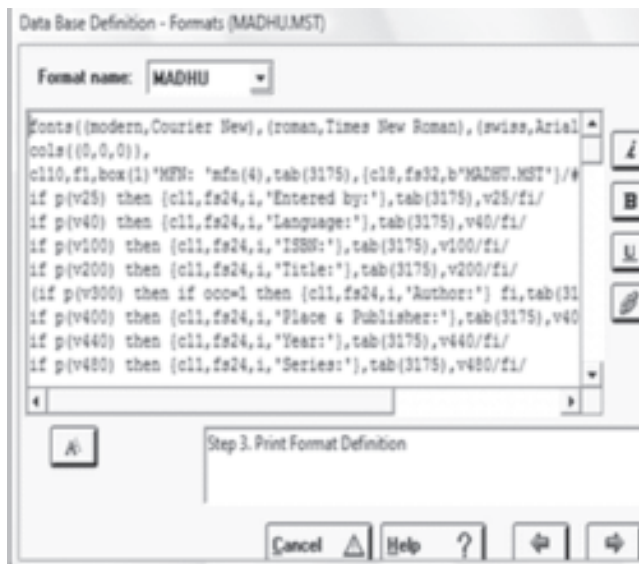 Data Base Definition - Formats (MADHU.MST)
Format name: MADHU
fonts((modern,Courier New),(roman,Times New Roman),(swiss,Arial
cols((0,0,0)),
cl10,f1,box(1)"MFN: "mfn(4),tab(3175),{cl8,fs32,b"MADHU.MST"}/#
if p(v25) then {cl1,fs24,i,"Entered by:"},tab(3175),v25/fi/
if p(v40) then {cl1,fs24,i,"Language:"},tab(3175),v40/fi/
if p(v100) then {cl1,fs24,i,"ISBN:"},tab(3175),v100/fi/
if p(v200) then {cl1,fs24,i,"Title:"},tab(3175),v200/fi/
(if p(v300) then if occ=1 then {cl1,fs24,i,"Author:"} fi,tab(31
if p(v400) then {cl1,fs24,i,"Place & Publisher:"},tab(3175),v40
if p(v440) then {cl1,fs24,i,"Year:"},tab(3175),v440/fi/
if p(v480) then {cl1,fs24,i,"Series:"},tab(3175),v480/fi/
i
B
U
Step 3. Print Format Definition
Cancel Help ?